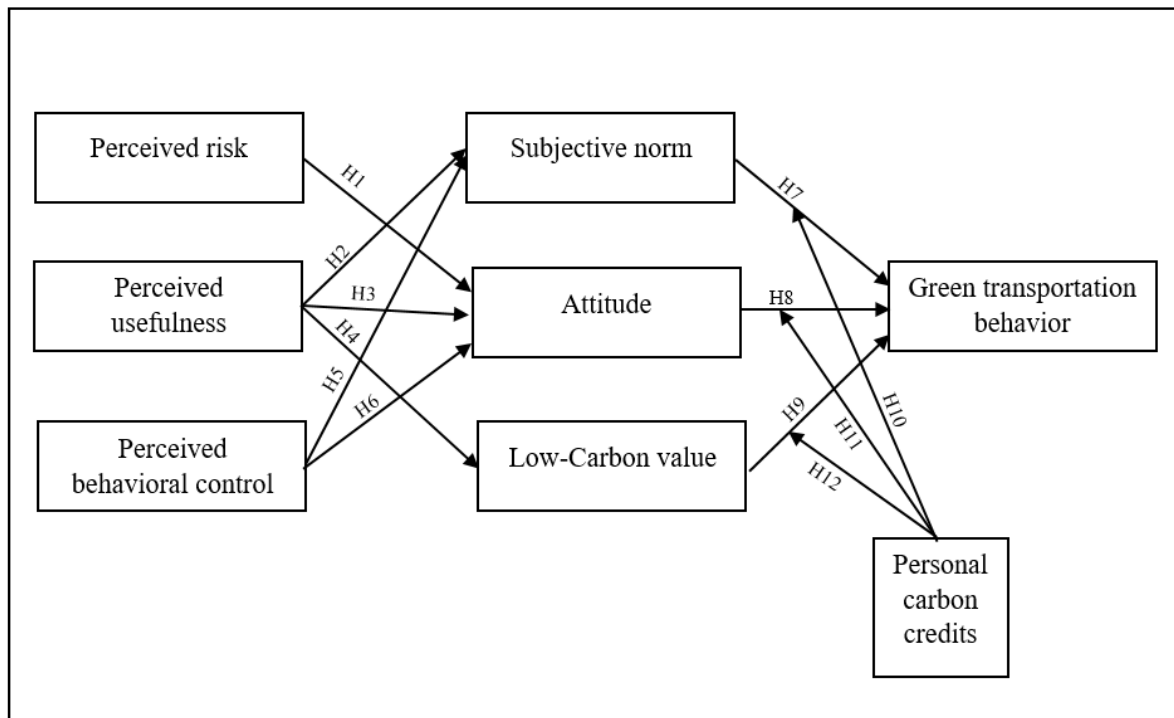 Perceived risk
Subjective norm
H1
H7
H2
Perceived
usefulness
H3
Attitude
H8
Green transportation
behavior
H4
H5
H6
Perceived
behavioral control
Low-Carbon value
H9
H10
H11
H12
Personal
carbon
credits